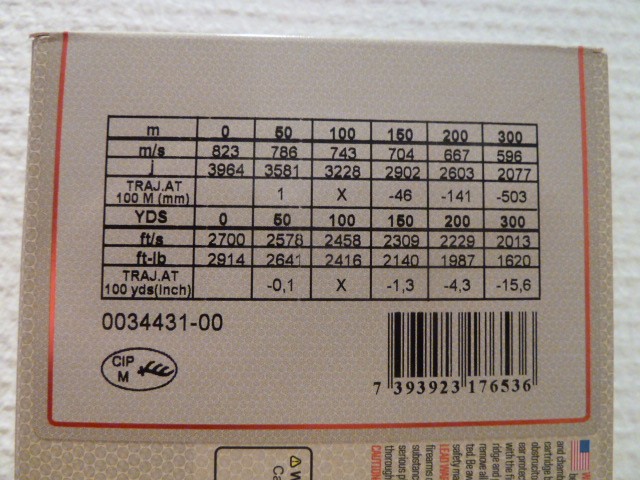 m 0 50 100 150 200 300
m/s 823 786 743 704 667 596
j 3964 3581 3228 2902 2603 2077
TRAJ.AT
100 M (mm) 1 X -46 -141 -503
YDS 0 50 100 150 200 300
ft/s 2700 2578 2458 2309 2229 2013
ft-lb 2914 2641 2416 2140 1987 1620
TRAJ.AT
100 yds(inch) -0,1 X -1,3 -4,3 -15,6
0034431-00
CIP
M
7 393923 176536